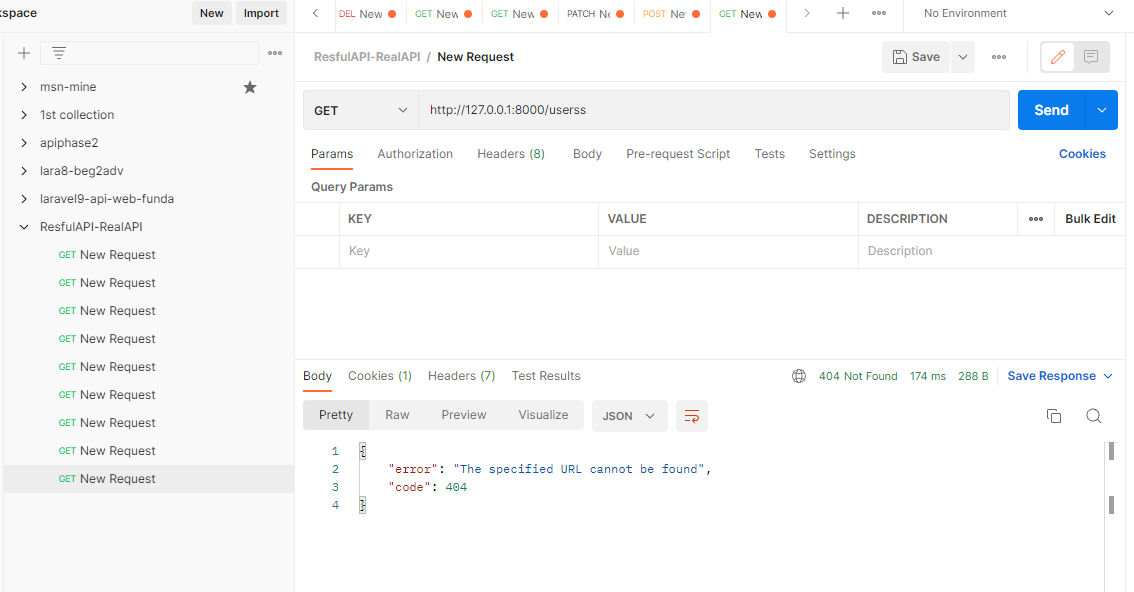 kspace New Import
DEL New GET New GET New PATCH Ne POST Ne GET New No Environment
ResfulAPI-RealAPI / New Request Save
msn-mine
1st collection
apiphase2
lara8-beg2adv
laravel9-api-web-funda
ResfulAPI-RealAPI
GET New Request
GET New Request
GET New Request
GET New Request
GET New Request
GET New Request
GET New Request
GET New Request
GET New Request
GET http://127.0.0.1:8000/userss Send
Params Authorization Headers (8) Body Pre-request Script Tests Settings Cookies
Query Params
KEY VALUE DESCRIPTION Bulk Edit
Key Value Description
Body Cookies (1) Headers (7) Test Results 404 Not Found 174 ms 288 B Save Response
Pretty Raw Preview Visualize JSON
1 {
2 "error": "The specified URL cannot be found",
3 "code": 404
4 }